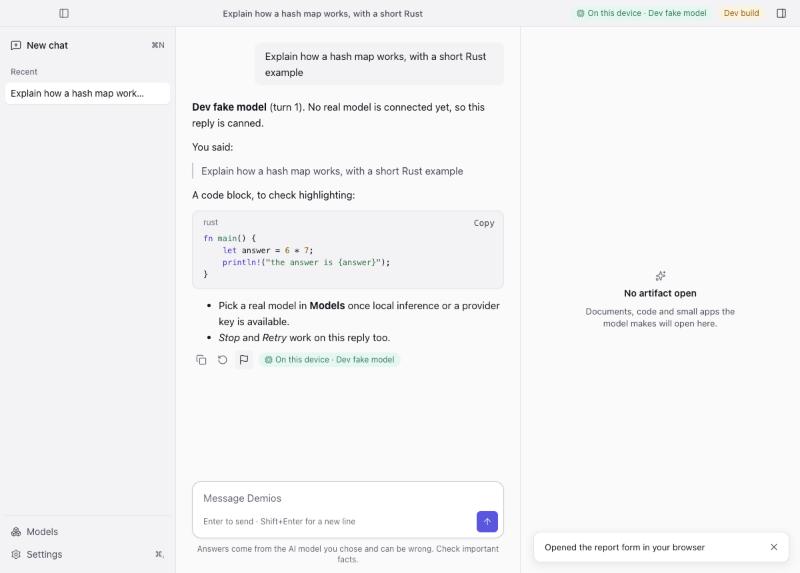 Explain how a hash map works, with a short Rust
On this device · Dev fake model
Dev build
New chat
⌘N
Recent
Explain how a hash map work...
Models
Settings
⌘,
Explain how a hash map works, with a short Rust
example
Dev fake model (turn 1). No real model is connected yet, so this
reply is canned.
You said:
Explain how a hash map works, with a short Rust example
A code block, to check highlighting:
rust
Copy
fn main() {
    let answer = 6 * 7;
    println!("the answer is {answer}");
}
• Pick a real model in Models once local inference or a provider
key is available.
• Stop and Retry work on this reply too.
On this device · Dev fake model
Message Demios
Enter to send · Shift+Enter for a new line
Answers come from the AI model you chose and can be wrong. Check important
facts.
No artifact open
Documents, code and small apps the
model makes will open here.
Opened the report form in your browser